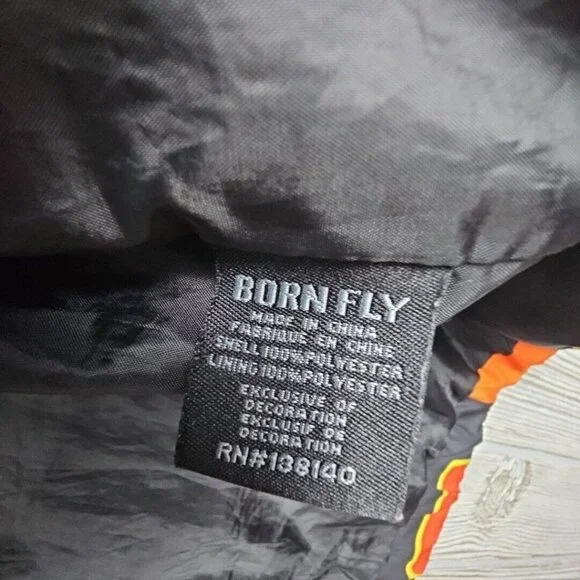 BORN FLY
MADE IN CHINA
FABRIQUE EN CHINE
SHELL 100% POLYESTER
LINING 100% POLYESTER
EXCLUSIVE OF
DECORATION
EXCLUSIF DE
DECORATION
RN#138140